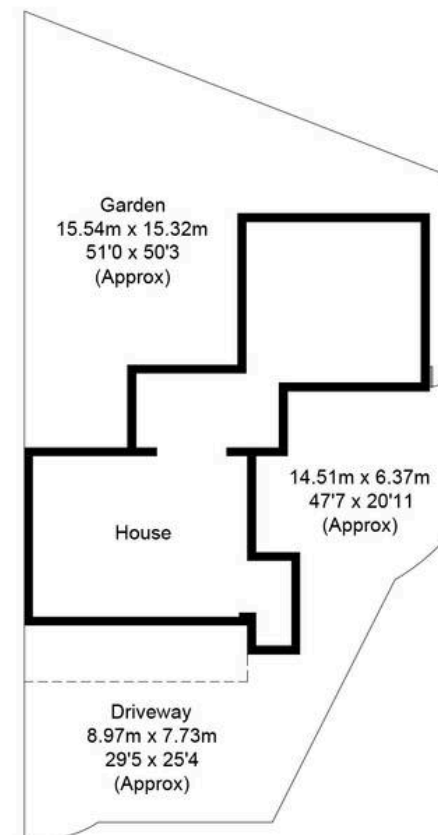 Garden
15.54m x 15.32m
51'0 x 50'3
(Approx)
14.51m x 6.37m
47'7 x 20'11
(Approx)
House
Driveway
8.97m x 7.73m
29'5 x 25'4
(Approx)